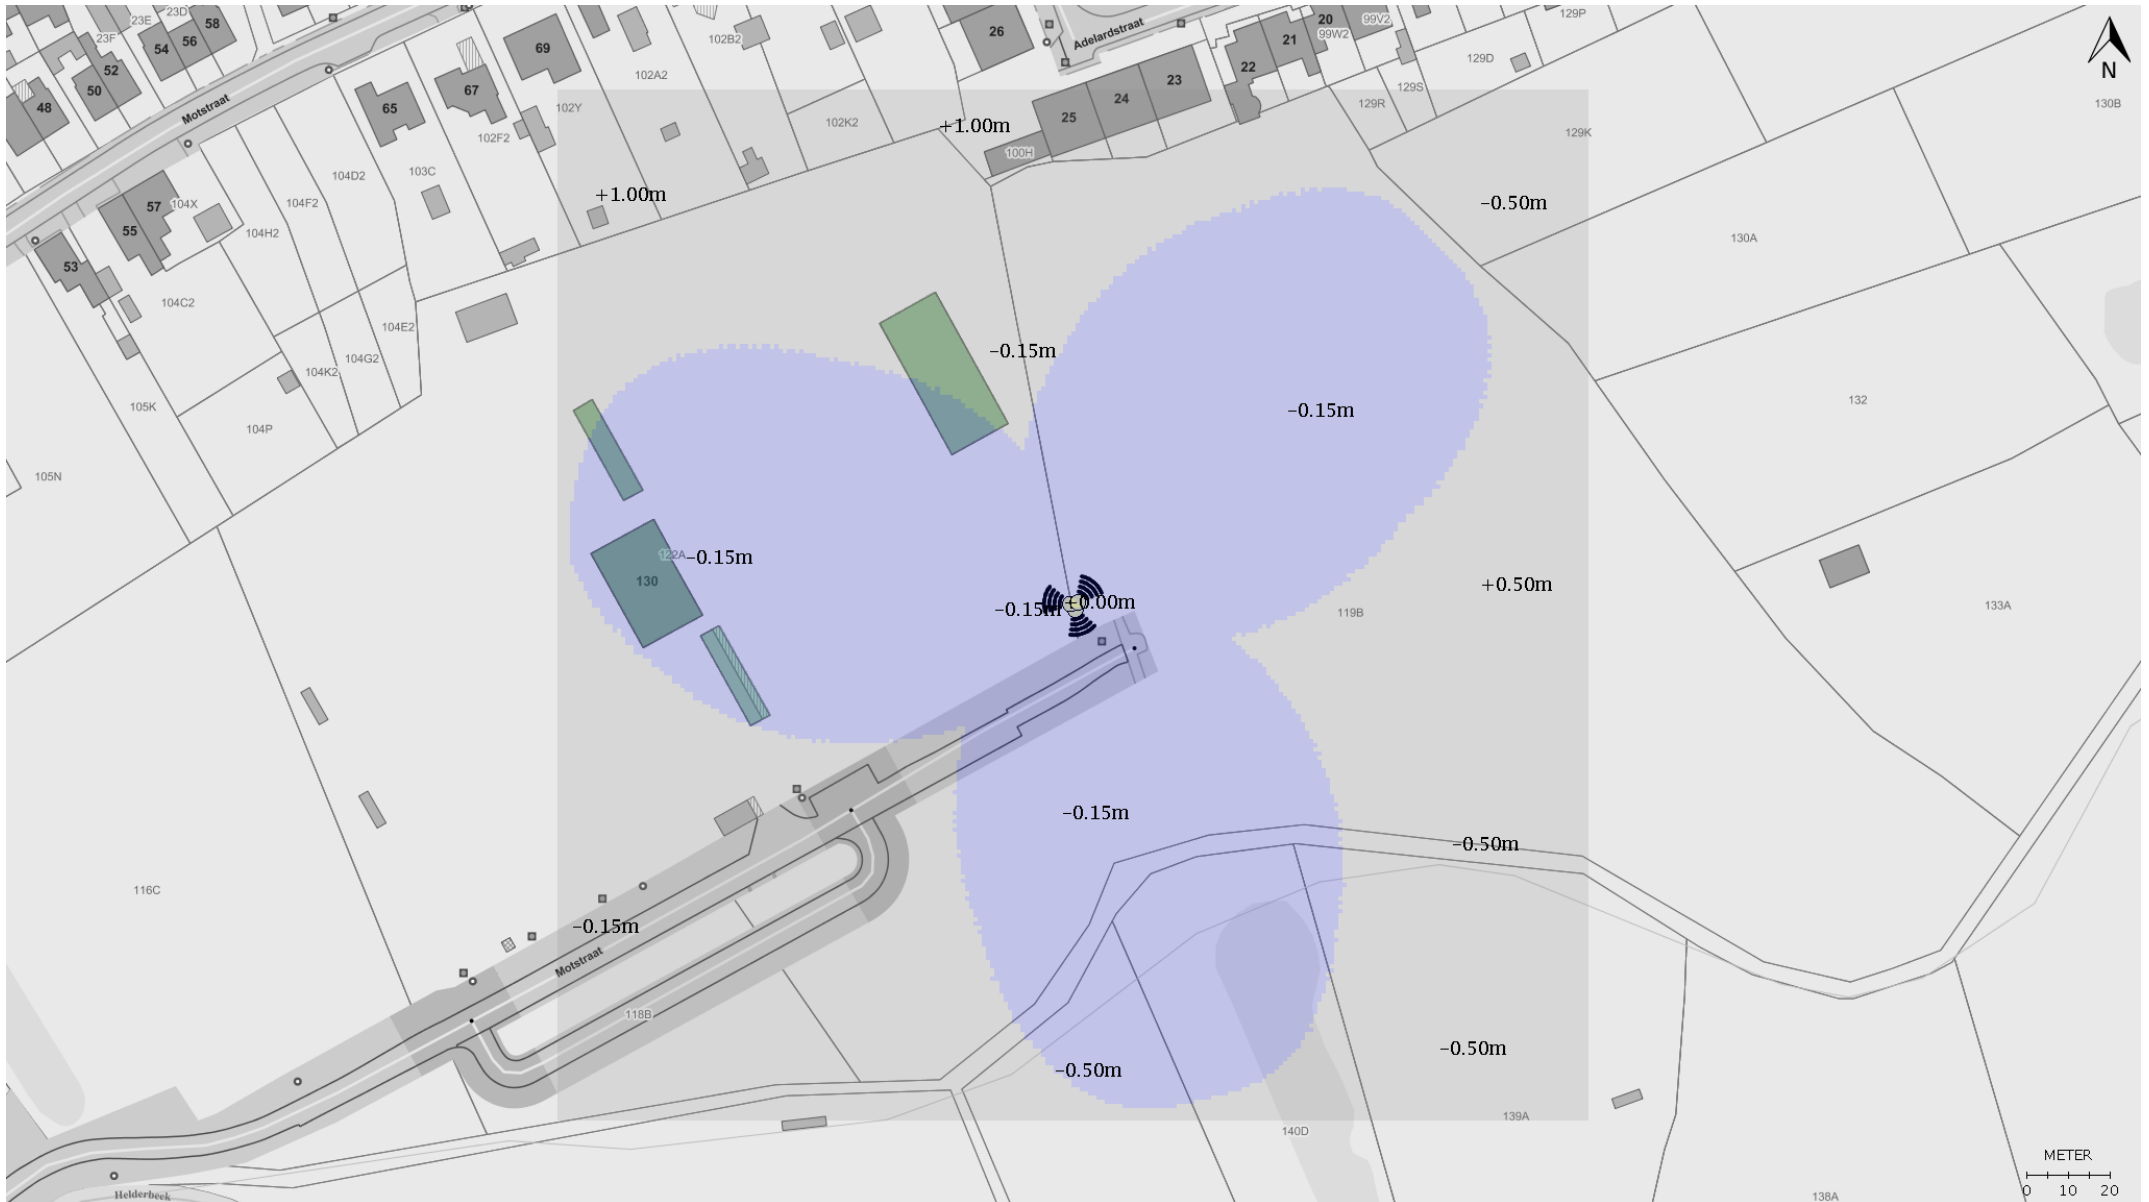 23E
23D
58
56
54
23F
52
50
48
Motstraat
65
67
69
102B2
102A2
102Y
102F2
102K2
26
Adelardstraat
20
99V2
99W2
21
22
23
24
25
100H
129P
129D
129S
129R
129K
130B
N
+1.00m
+1.00m
-0.50m
130A
103C
104D2
104F2
104X
57
55
104H2
53
104C2
104E2
104G2
104K2
105K
104P
105N
-0.15m
-0.15m
132
122A
-0.15m
130
-0.15m
+0.00m
+0.50m
119B
133A
-0.15m
-0.50m
116C
-0.15m
Motstraat
118B
-0.50m
-0.50m
139A
140D
138A
Helderbeek
METER
0 10 20